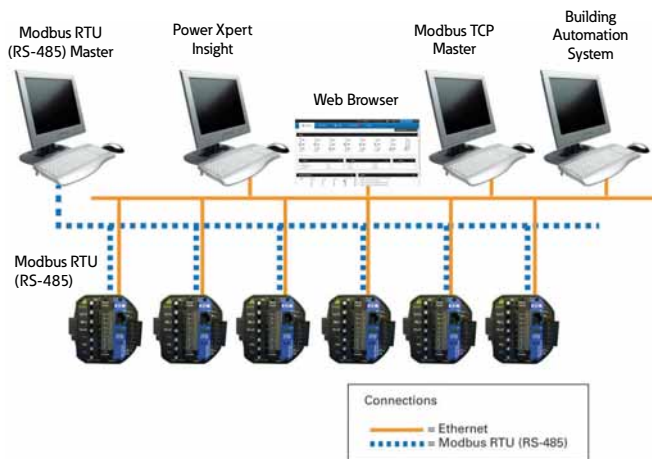 Modbus RTU
(RS-485) Master
Power Xpert
Insight
Web Browser
Modbus TCP
Master
Building
Automation
System
Modbus RTU
(RS-485)
Connections
= Ethernet
= Modbus RTU (RS-485)